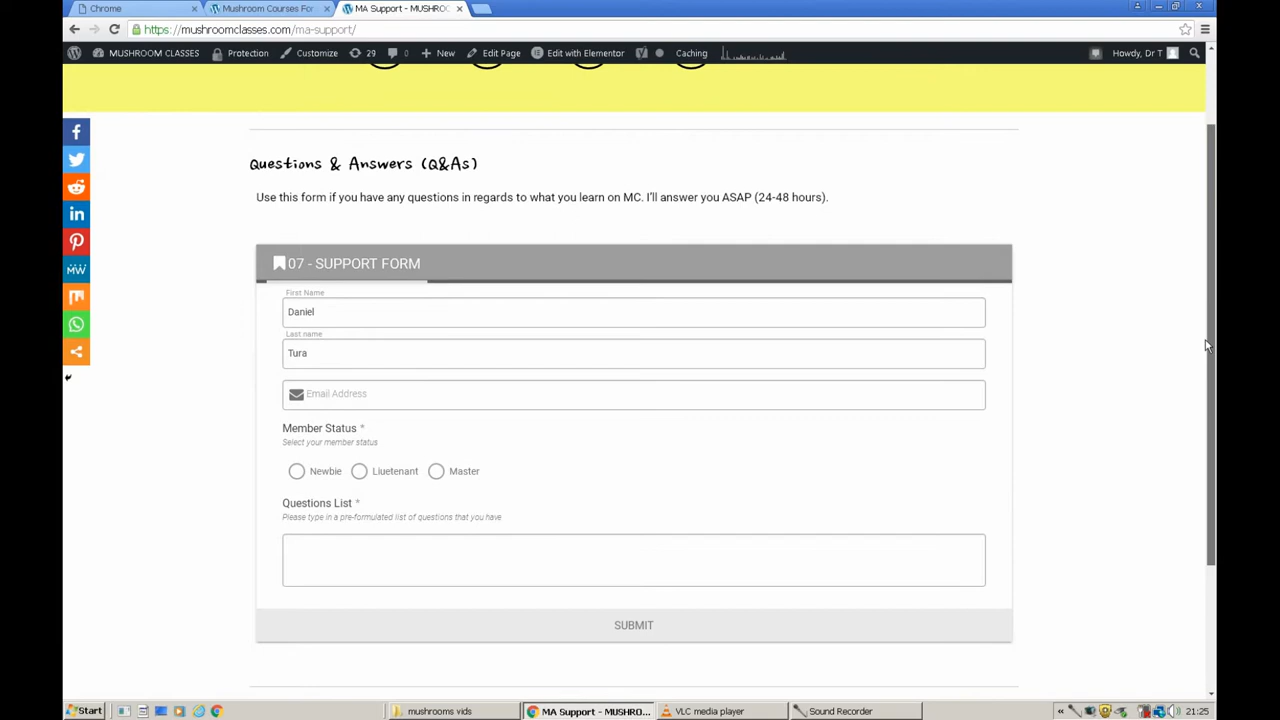 Chrome
Mushroom Courses For
MA Support - MUSHRO
https://mushroomclasses.com/ma-support/
MUSHROOM CLASSES Protection Customize 29 0 New Edit Page Edit with Elementor Caching Howdy, Dr T
Questions & Answers (Q&As)
Use this form if you have any questions in regards to what you learn on MC. I'll answer you ASAP (24-48 hours).
07 - SUPPORT FORM
First Name
Daniel
Last name
Tura
Email Address
Member Status *
Select your member status
Newbie Liuetenant Master
Questions List *
Please type in a pre-formulated list of questions that you have
SUBMIT
Start mushrooms vids MA Support - MUSHRO... VLC media player Sound Recorder 21:25